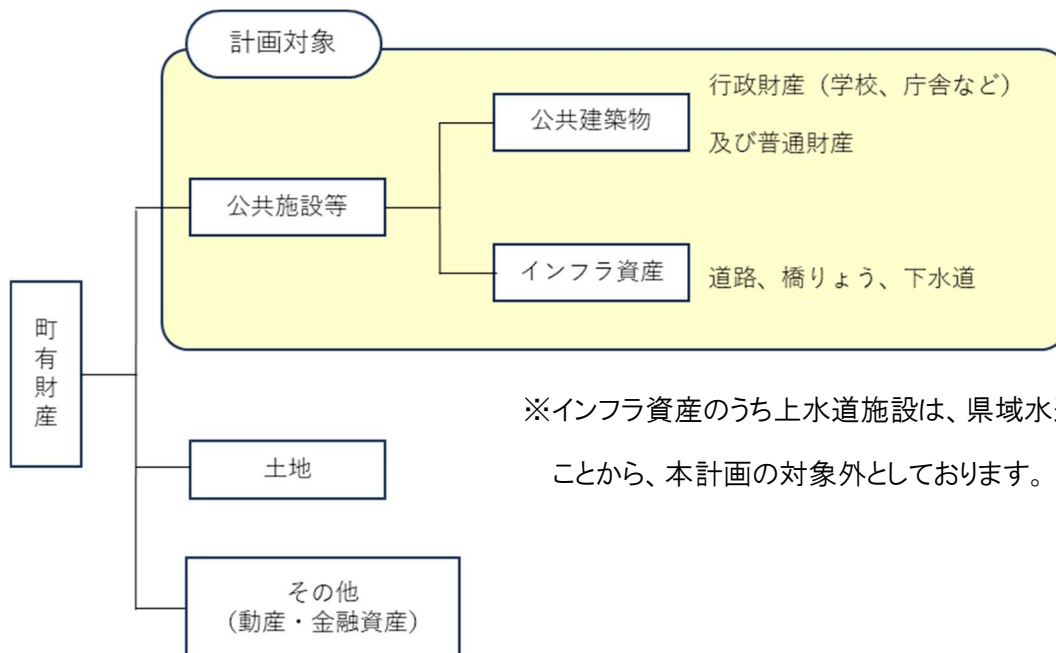 計画対象
公共建築物
行政財産(学校、庁舎など)
及び普通財産
公共施設等
インフラ資産
道路、橋りょう、下水道
町有財産
※インフラ資産のうち上水道施設は、県域水
ことから、本計画の対象外としております。
土地
その他
(動産・金融資産)